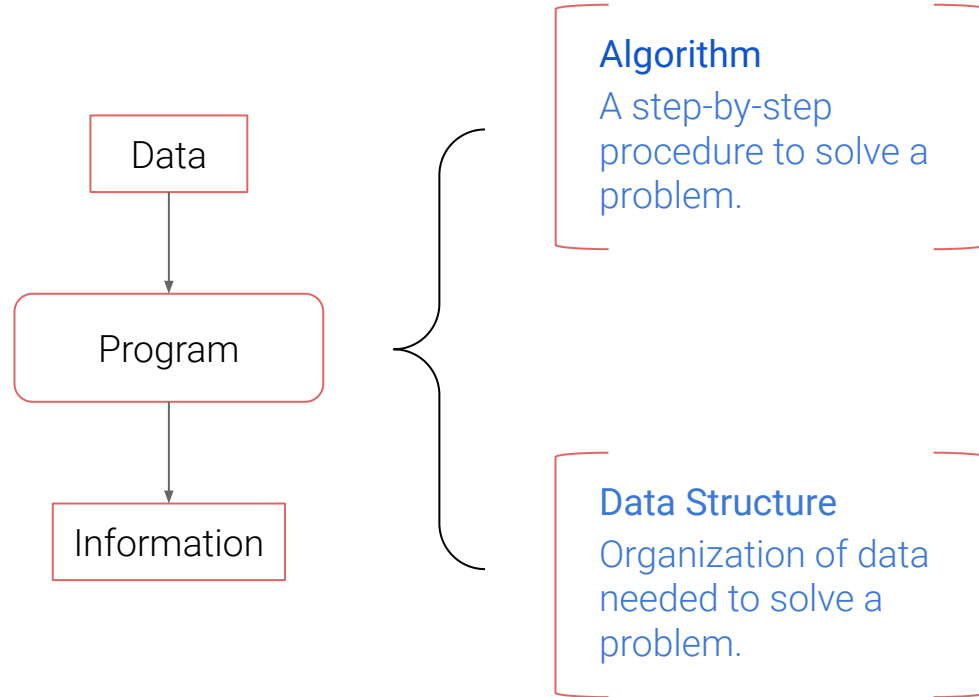 Data
Program
Information
Algorithm
A step-by-step
procedure to solve a
problem.
Data Structure
Organization of data
needed to solve a
problem.